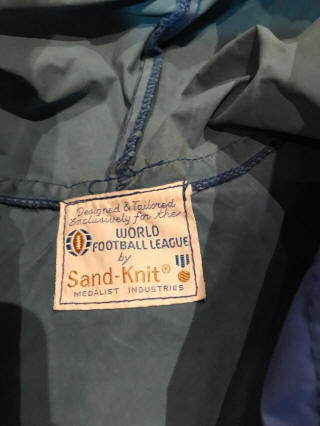 Designed & Tailored
Exclusively for the
WORLD
FOOTBALL LEAGUE
by
Sand-Knit®
MEDALIST INDUSTRIES